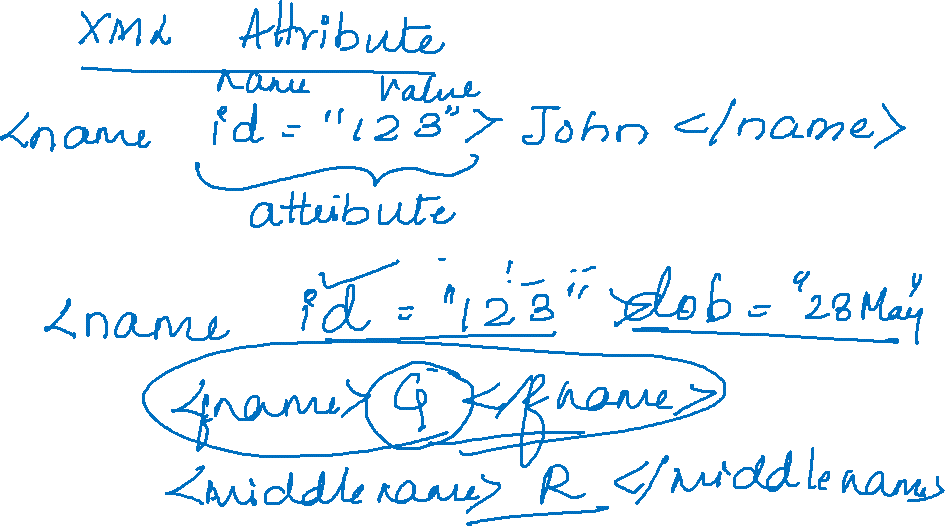 XML Attribute
name value
<name id = "123"> John </name>
attribute
<name id = "123" dob = "28 May"
<fname> G </fname>
<middlename> R </middlename>